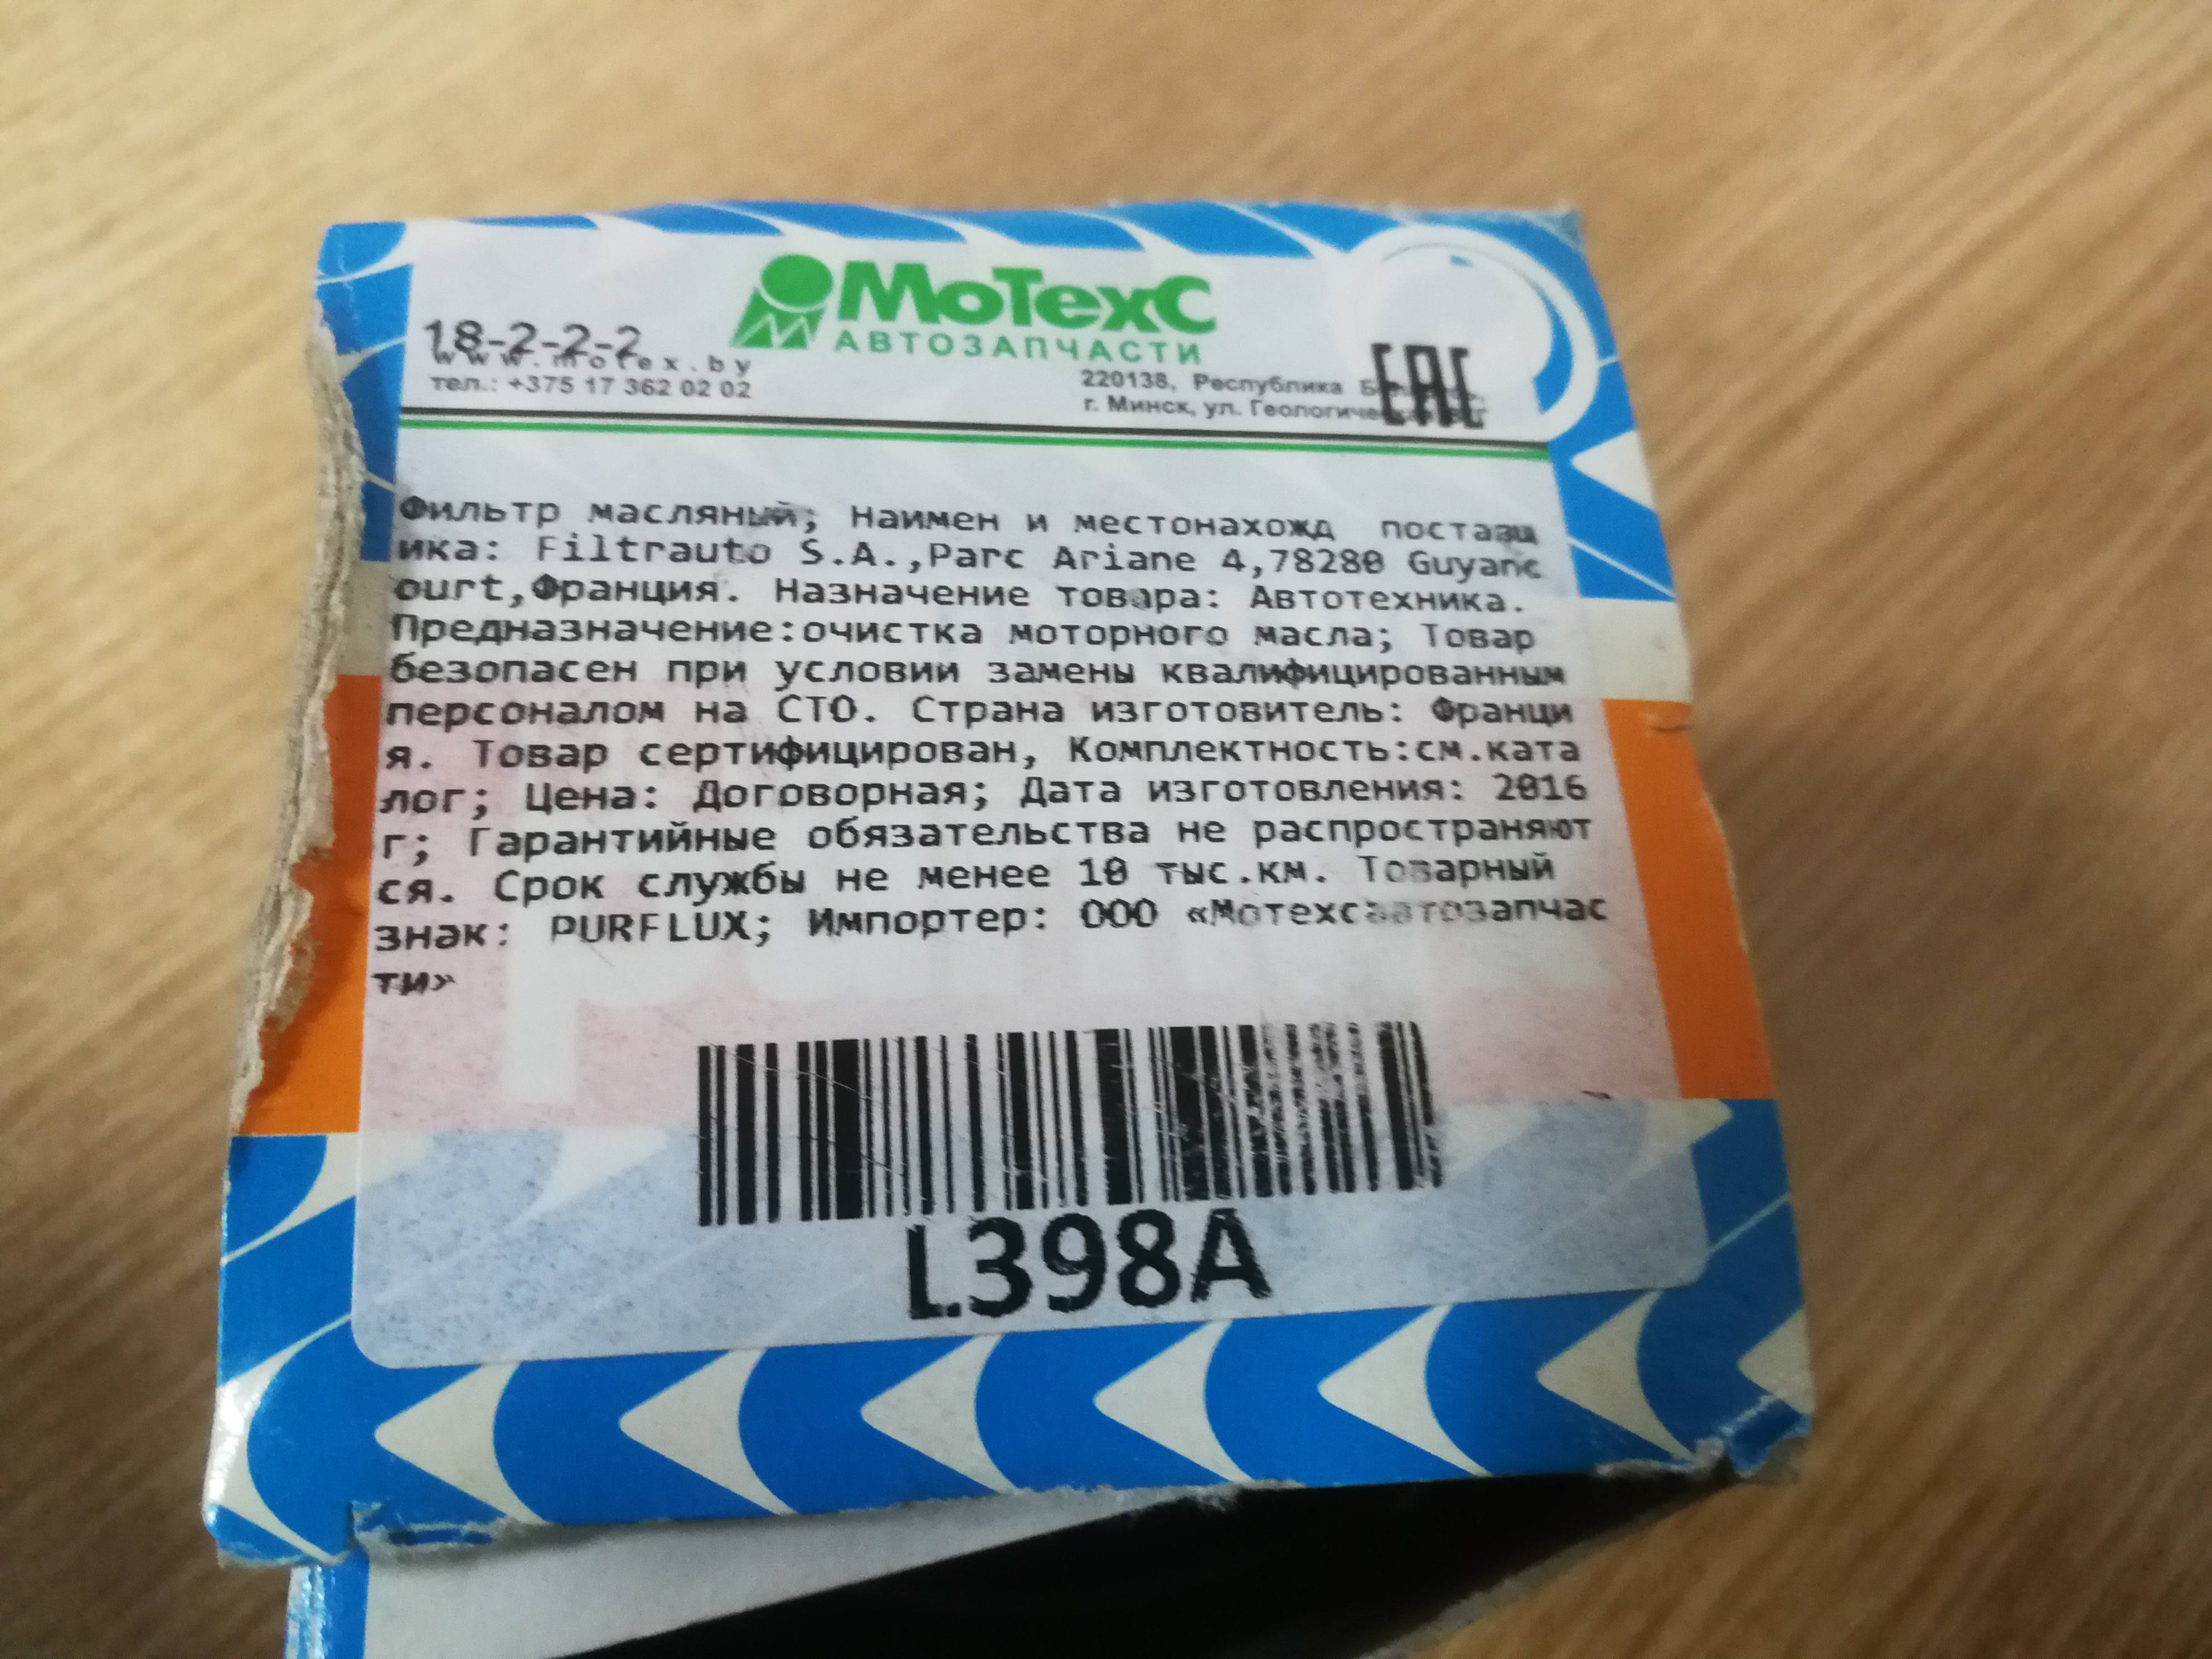 МоТехС
АВТОЗАПЧАСТИ
18-2-2-2
www.motex.by
тел.: +375 17 362 02 02
220138, Республика
г. Минск, ул.
EAC
Фильтр масляный; Наимен и местонахожд поставщ
ика: Filtrauto S.A.,Parc Ariane 4,78280 Guyanc
ourt,Франция. Назначение товара: Автотехника.
Предназначение:очистка моторного масла; Товар
безопасен при условии замены квалифицированным
персоналом на СТО. Страна изготовитель: Франци
я. Товар сертифицирован, Комплектность:см.ката
лог; Цена: Договорная; Дата изготовления: 2016
г; Гарантийные обязательства не распространяют
ся. Срок службы не менее 10 тыс.км. Товарный
знак: PURFLUX; Импортер: ООО «Мотехсавтозапчас
ти»
L398A